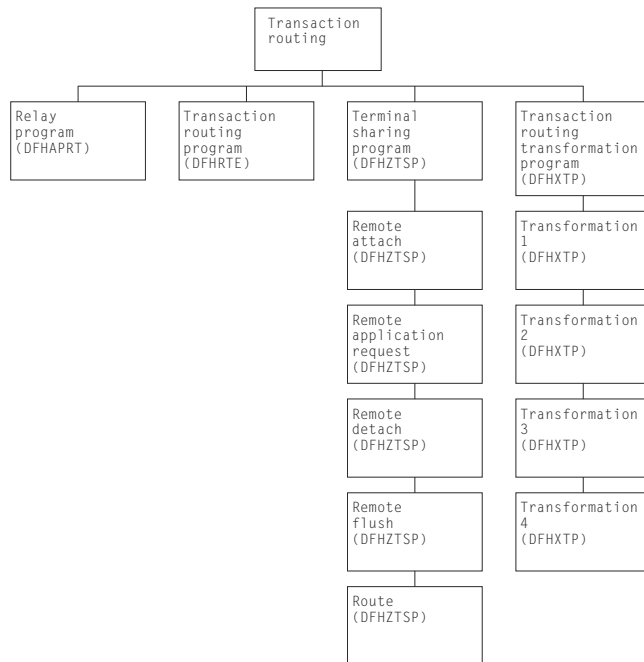 Transaction
routing
Relay
program
(DFHAPRT)
Transaction
routing
program
(DFHRTE)
Terminal
sharing
program
(DFHZTSP)
Transaction
routing
transformation
program
(DFHXTP)
Remote
attach
(DFHZTSP)
Transformation
1
(DFHXTP)
Remote
application
request
(DFHZTSP)
Transformation
2
(DFHXTP)
Remote
detach
(DFHZTSP)
Transformation
3
(DFHXTP)
Remote
flush
(DFHZTSP)
Transformation
4
(DFHXTP)
Route
(DFHZTSP)